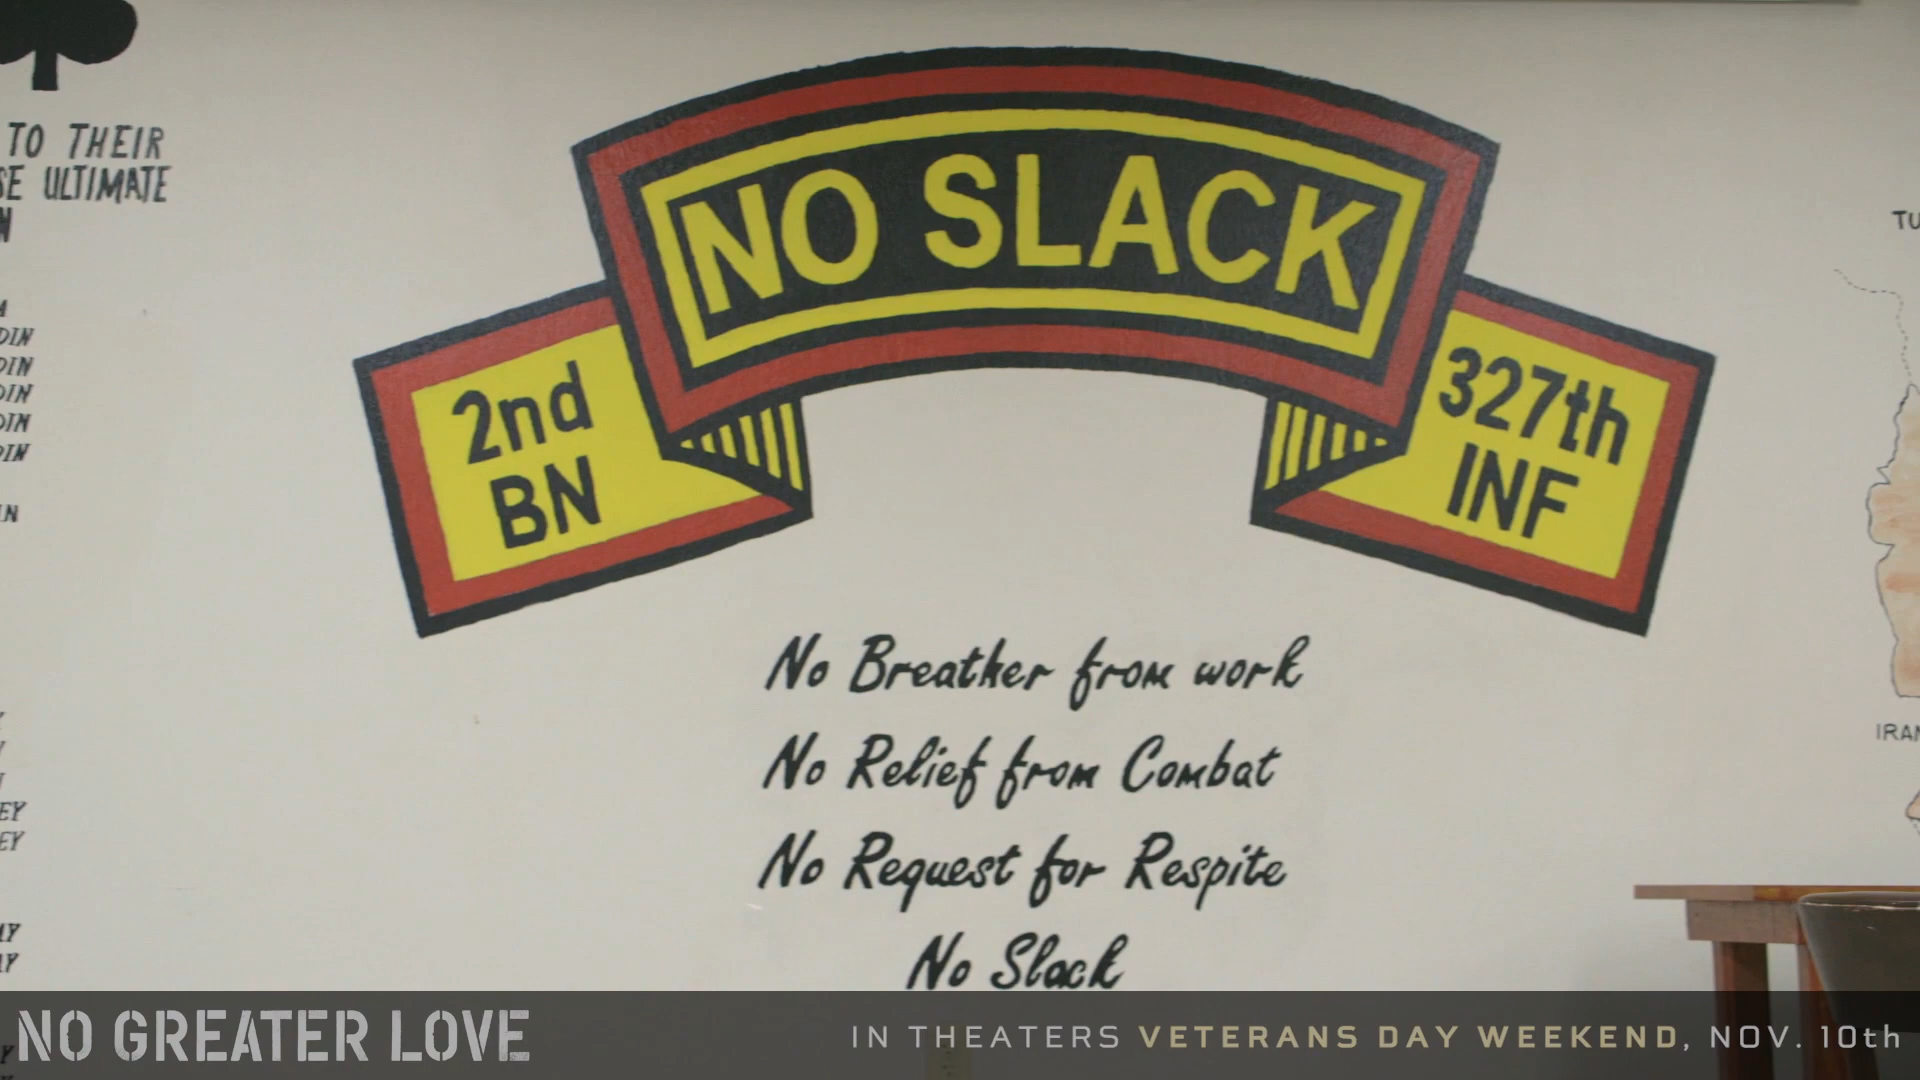 TO THEIR
ULTIMATE
NO SLACK
2nd
BN
327th
INF
No Breather from work
No Relief from Combat
No Request for Respite
No Slack
NO GREATER LOVE
IN THEATERS VETERANS DAY WEEKEND, NOV. 10th